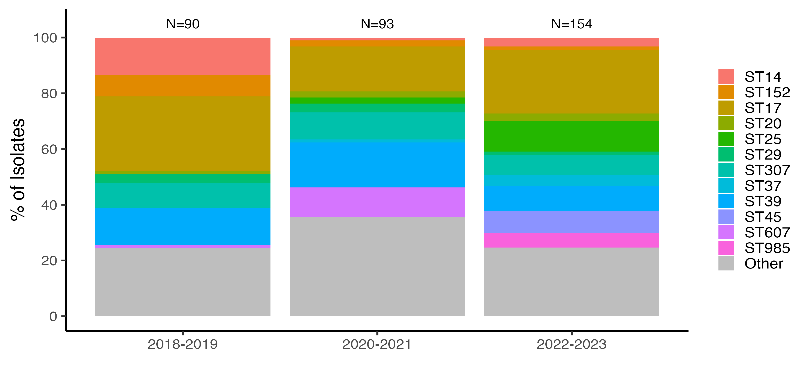 N=90 N=93 N=154
100
80
60
40
20
0
% of Isolates
2018-2019 2020-2021 2022-2023
ST14
ST152
ST17
ST20
ST25
ST29
ST307
ST37
ST39
ST45
ST607
ST985
Other